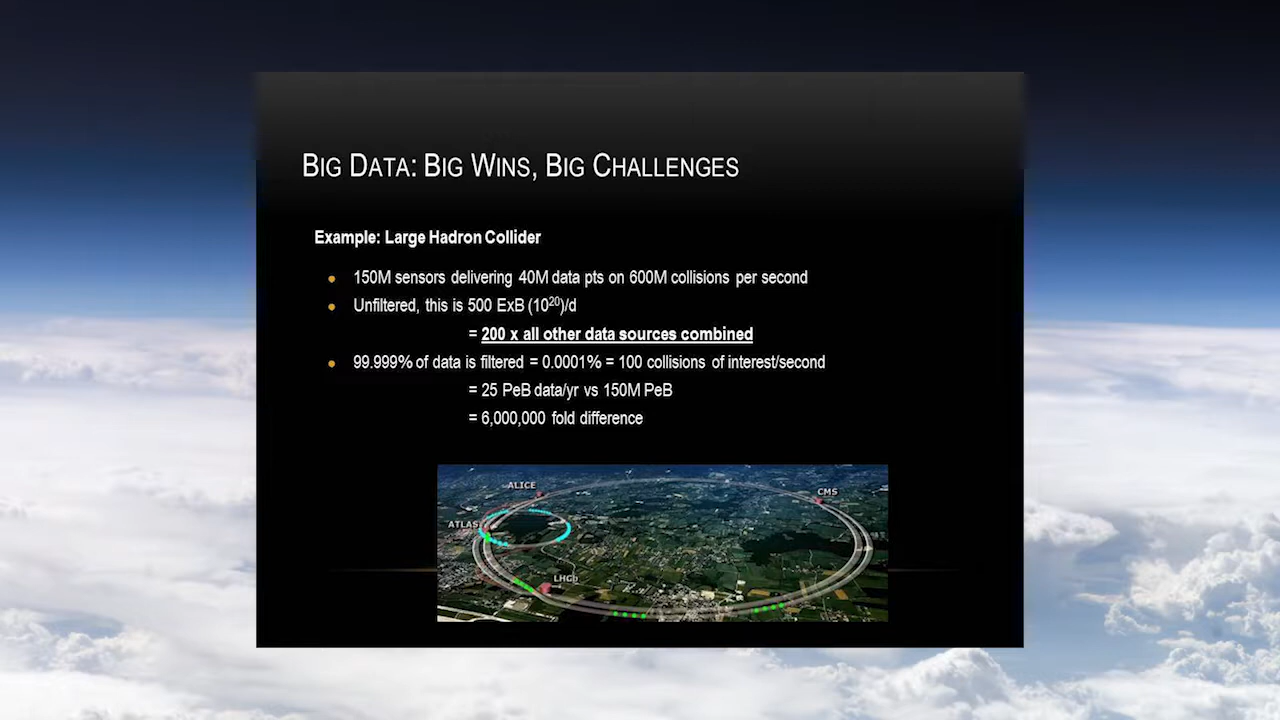 BIG DATA: BIG WINS, BIG CHALLENGES
Example: Large Hadron Collider
150M sensors delivering 40M data pts on 600M collisions per second
Unfiltered, this is 500 ExB (10²⁰)/d
= 200 x all other data sources combined
99.999% of data is filtered = 0.0001% = 100 collisions of interest/second
= 25 PeB data/yr vs 150M PeB
= 6,000,000 fold difference
ALICE
CMS
ATLAS
LHCb